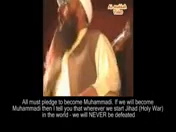 All must pledge to become Muhammadi. If we will become
Muhammadi then I tell you that wherever we start Jihad (Holy War)
in the world - we will NEVER be defeated